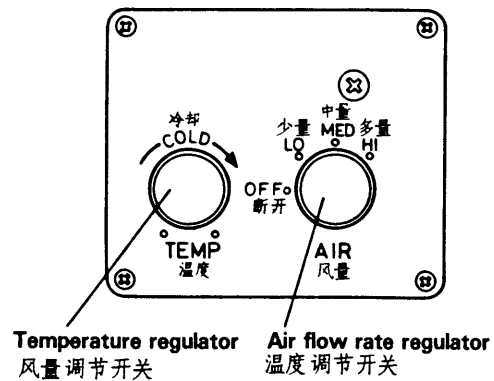 冷却
COLD
中量
少量 MED 多量
LO HI
OFF
断开
TEMP
温度
AIR
风量
Temperature regulator
风量调节开关
Air flow rate regulator
温度调节开关